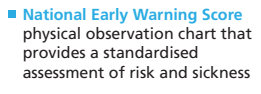 National Early Warning Score
physical observation chart that
provides a standardised
assessment of risk and sickness